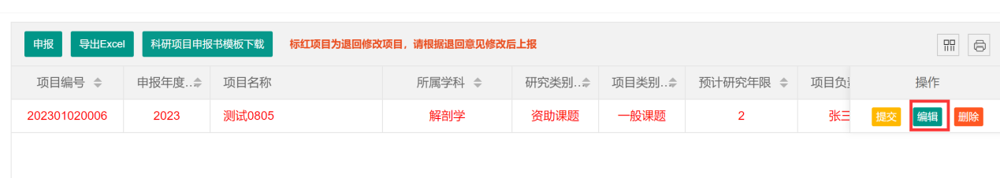 申报 导出Excel 科研项目申报书模板下载 标红项目为退回修改项目，请根据退回意见修改后上报
项目编号 申报年度.. 项目名称 所属学科 研究类别.. 项目类别.. 预计研究年限 项目负 操作
202301020006 2023 测试0805 解剖学 资助课题 一般课题 2 张三 提交 编辑 删除